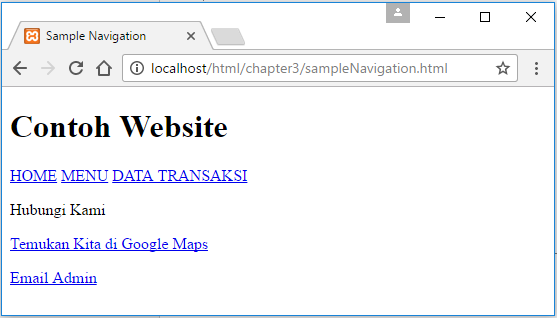 Sample Navigation
localhost/html/chapter3/sampleNavigation.html
Contoh Website
HOME MENU DATA TRANSAKSI
Hubungi Kami
Temukan Kita di Google Maps
Email Admin